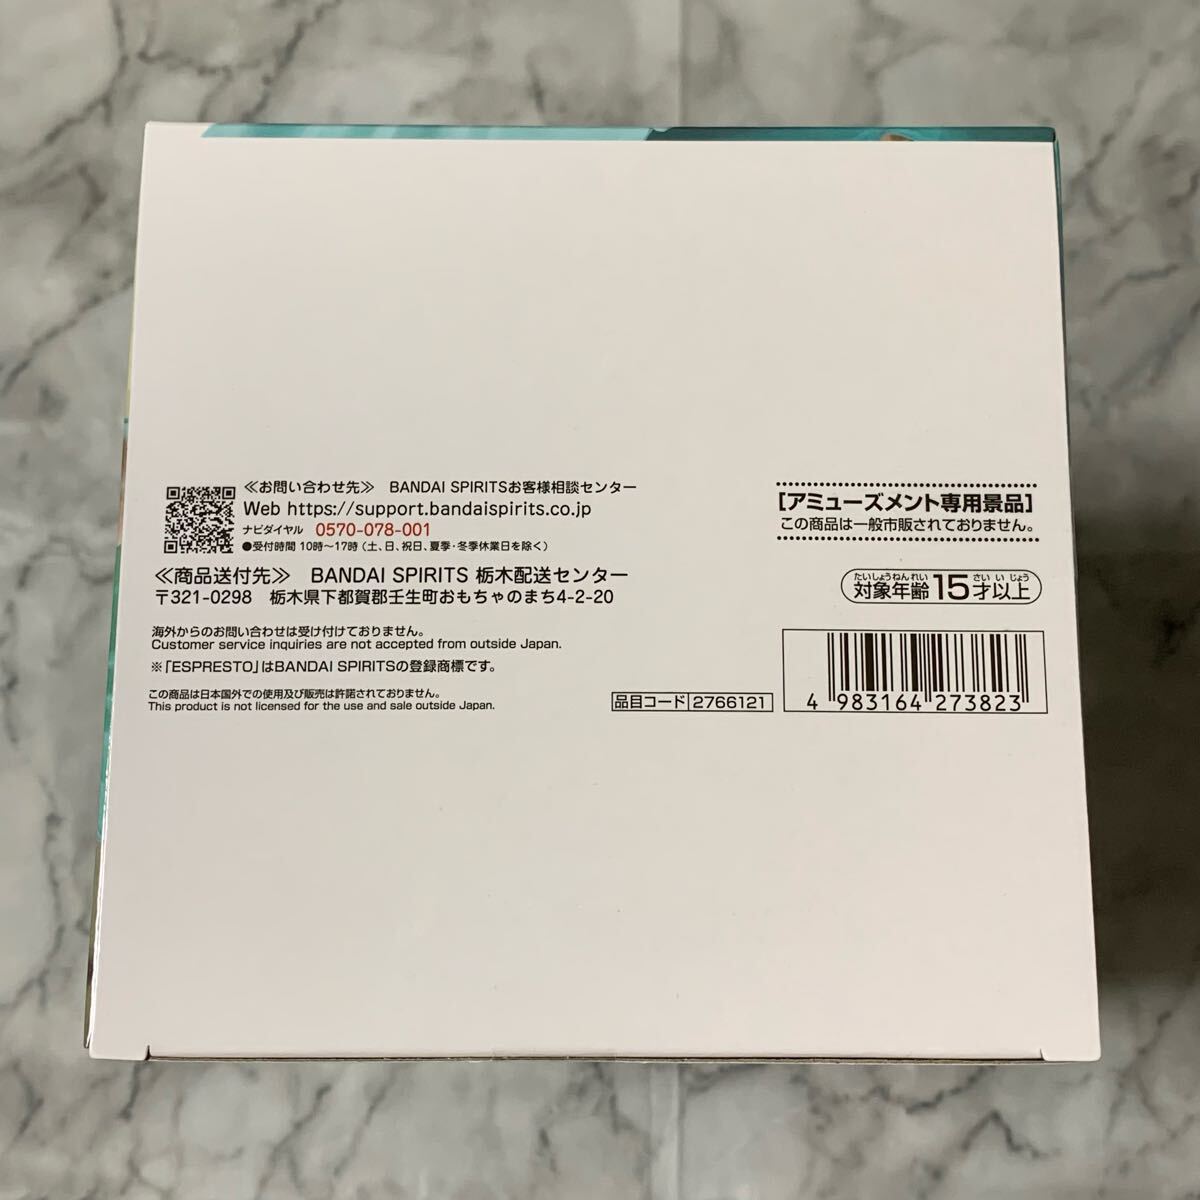 ≪お問い合わせ先≫ BANDAI SPIRITSお客様相談センター
Web https://support.bandaispirits.co.jp
ナビダイヤル 0570-078-001
●受付時間 10時～17時(土、日、祝日、夏季・冬季休業日を除く)
≪商品送付先≫ BANDAI SPIRITS 栃木配送センター
〒321-0298 栃木県下都賀郡壬生町おもちゃのまち4-2-20
海外からのお問い合わせは受け付けておりません。
Customer service inquiries are not accepted from outside Japan.
※「ESPRESTO」はBANDAI SPIRITSの登録商標です。
この商品は日本国外での使用及び販売は許諾されておりません。
This product is not licensed for the use and sale outside Japan.
品目コード 2766121
[アミューズメント専用景品]
この商品は一般市販されておりません。
たいしょうねんれい さい い じょう
対象年齢15才以上
4 983164 273823